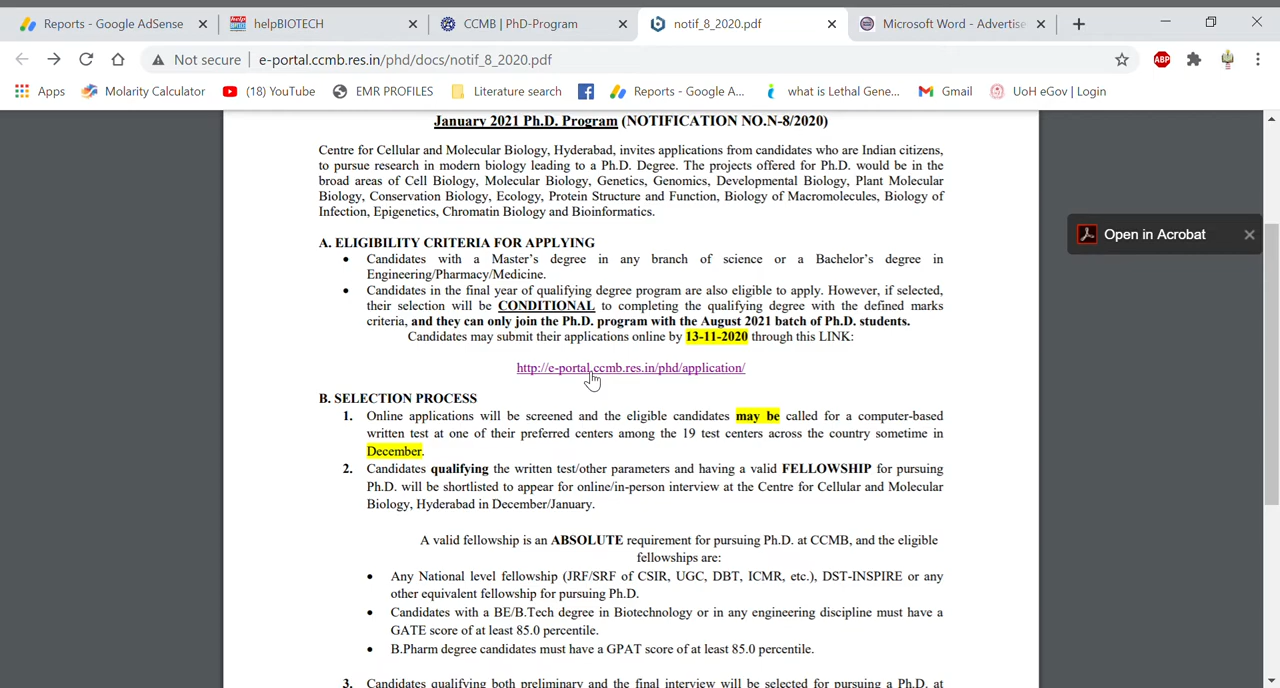 Reports - Google AdSense
helpBIOTECH
CCMB | PhD-Program
notif_8_2020.pdf
Microsoft Word - Advertise
Not secure | e-portal.ccmb.res.in/phd/docs/notif_8_2020.pdf
ABP
Apps
Molarity Calculator
(18) YouTube
EMR PROFILES
Literature search
Reports - Google A...
what is Lethal Gene...
Gmail
UoH eGov | Login
January 2021 Ph.D. Program (NOTIFICATION NO.N-8/2020)
Centre for Cellular and Molecular Biology, Hyderabad, invites applications from candidates who are Indian citizens,
to pursue research in modern biology leading to a Ph.D. Degree. The projects offered for Ph.D. would be in the
broad areas of Cell Biology, Molecular Biology, Genetics, Genomics, Developmental Biology, Plant Molecular
Biology, Conservation Biology, Ecology, Protein Structure and Function, Biology of Macromolecules, Biology of
Infection, Epigenetics, Chromatin Biology and Bioinformatics.
Open in Acrobat
A. ELIGIBILITY CRITERIA FOR APPLYING
• Candidates with a Master's degree in any branch of science or a Bachelor's degree in
Engineering/Pharmacy/Medicine.
• Candidates in the final year of qualifying degree program are also eligible to apply. However, if selected,
their selection will be CONDITIONAL to completing the qualifying degree with the defined marks
criteria, and they can only join the Ph.D. program with the August 2021 batch of Ph.D. students.
Candidates may submit their applications online by 13-11-2020 through this LINK:
http://e-portal.ccmb.res.in/phd/application/
B. SELECTION PROCESS
1. Online applications will be screened and the eligible candidates may be called for a computer-based
written test at one of their preferred centers among the 19 test centers across the country sometime in
December.
2. Candidates qualifying the written test/other parameters and having a valid FELLOWSHIP for pursuing
Ph.D. will be shortlisted to appear for online/in-person interview at the Centre for Cellular and Molecular
Biology, Hyderabad in December/January.
A valid fellowship is an ABSOLUTE requirement for pursuing Ph.D. at CCMB, and the eligible
fellowships are:
• Any National level fellowship (JRF/SRF of CSIR, UGC, DBT, ICMR, etc.), DST-INSPIRE or any
other equivalent fellowship for pursuing Ph.D.
• Candidates with a BE/B.Tech degree in Biotechnology or in any engineering discipline must have a
GATE score of at least 85.0 percentile.
• B.Pharm degree candidates must have a GPAT score of at least 85.0 percentile.
3. Candidates qualifying both preliminary and the final interview will be selected for pursuing a Ph.D. at